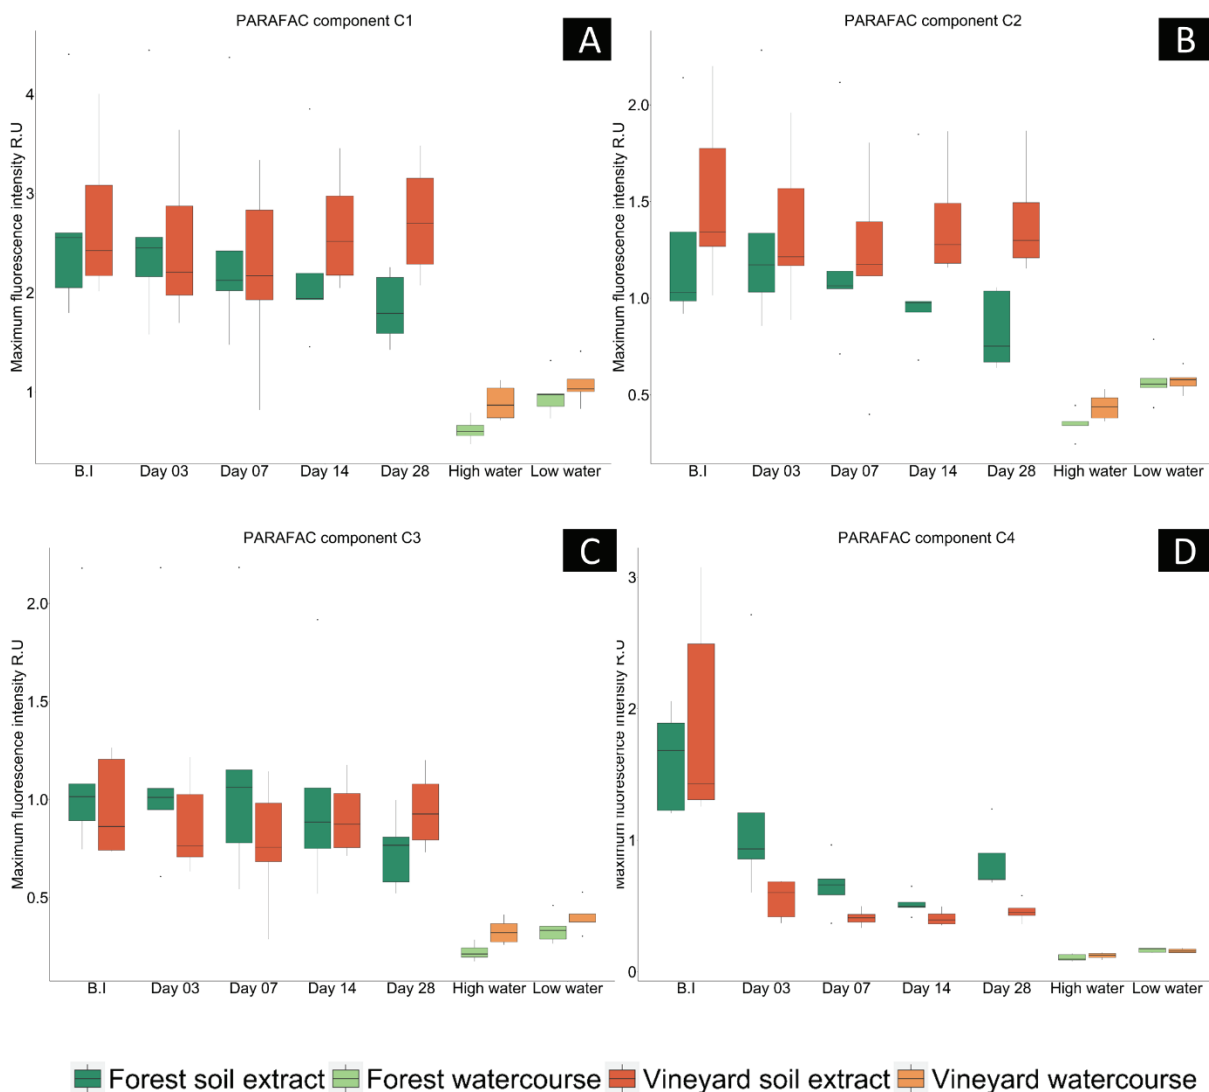 PARAFAC component C1
A
Maximum fluorescence intensity R.U
4
3
2
1
B.I Day 03 Day 07 Day 14 Day 28 High water Low water
PARAFAC component C2
B
Maximum fluorescence intensity R.U
2.0
1.5
1.0
0.5
B.I Day 03 Day 07 Day 14 Day 28 High water Low water
PARAFAC component C3
C
Maximum fluorescence intensity R.U
2.0
1.5
1.0
0.5
B.I Day 03 Day 07 Day 14 Day 28 High water Low water
PARAFAC component C4
D
Maximum fluorescence intensity R.U
3
2
1
0
B.I Day 03 Day 07 Day 14 Day 28 High water Low water
Forest soil extract Forest watercourse Vineyard soil extract Vineyard watercourse